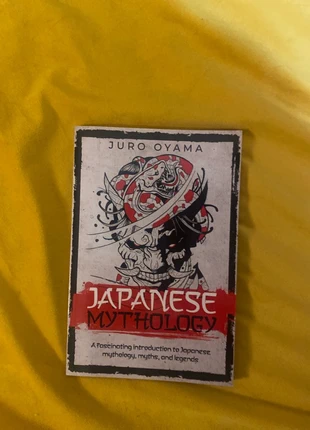 JURO OYAMA
JAPANESE
MYTHOLOGY
A fascinating introduction to Japanese
mythology, myths, and legends